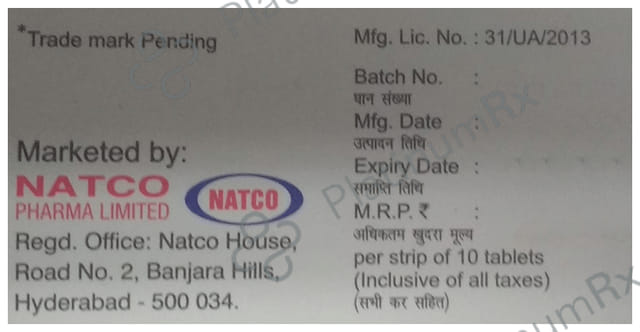 *Trade mark Pending
Marketed by:
NATCO
PHARMA LIMITED
NATCO
Regd. Office: Natco House,
Road No. 2, Banjara Hills,
Hyderabad - 500 034.
Mfg. Lic. No. : 31/UA/2013
Batch No. :
घान संख्या
Mfg. Date :
उत्पादन तिथि
Expiry Date :
समाप्ति तिथि
M.R.P. ₹ :
अधिकतम खुदरा मूल्य
per strip of 10 tablets
(Inclusive of all taxes)
(सभी कर सहित)
PlatinumRx